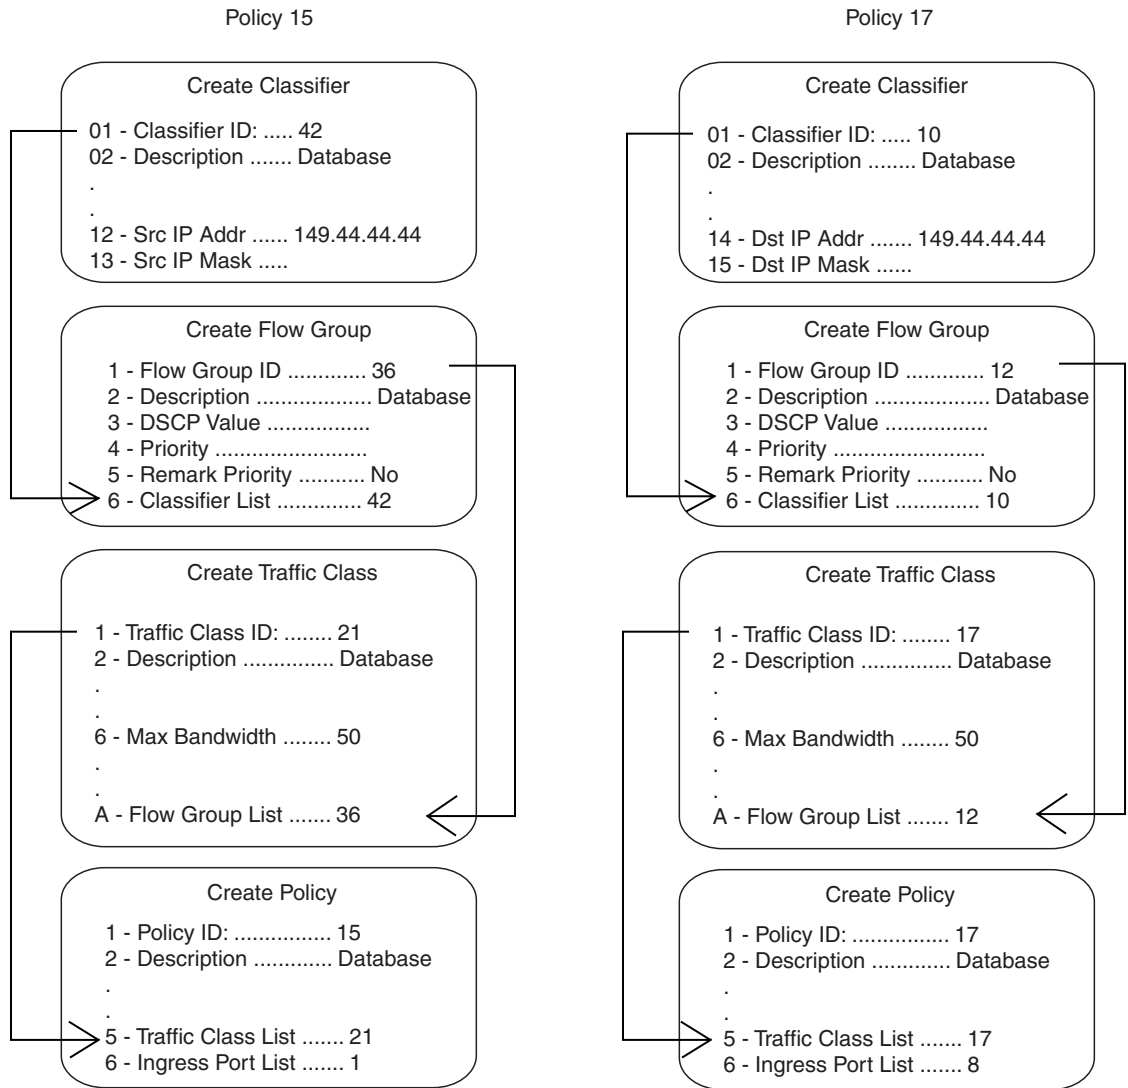 Policy 15
Create Classifier
01 - Classifier ID: ..... 42
02 - Description ....... Database
.
.
12 - Src IP Addr ...... 149.44.44.44
13 - Src IP Mask .....
Create Flow Group
1 - Flow Group ID ............. 36
2 - Description ................... Database
3 - DSCP Value .................
4 - Priority .........................
5 - Remark Priority ........... No
6 - Classifier List .............. 42
Create Traffic Class
1 - Traffic Class ID: ........ 21
2 - Description ............... Database
.
.
6 - Max Bandwidth ........ 50
.
.
A - Flow Group List ....... 36
Create Policy
1 - Policy ID: ................ 15
2 - Description ............. Database
.
.
5 - Traffic Class List ....... 21
6 - Ingress Port List ....... 1
Policy 17
Create Classifier
01 - Classifier ID: ..... 10
02 - Description ........ Database
.
.
14 - Dst IP Addr ....... 149.44.44.44
15 - Dst IP Mask ......
Create Flow Group
1 - Flow Group ID ............. 12
2 - Description ................... Database
3 - DSCP Value .................
4 - Priority .........................
5 - Remark Priority ........... No
6 - Classifier List .............. 10
Create Traffic Class
1 - Traffic Class ID: ........ 17
2 - Description ............... Database
.
.
6 - Max Bandwidth ........ 50
.
.
A - Flow Group List ....... 12
Create Policy
1 - Policy ID: ................ 17
2 - Description ............. Database
.
.
5 - Traffic Class List ....... 17
6 - Ingress Port List ....... 8